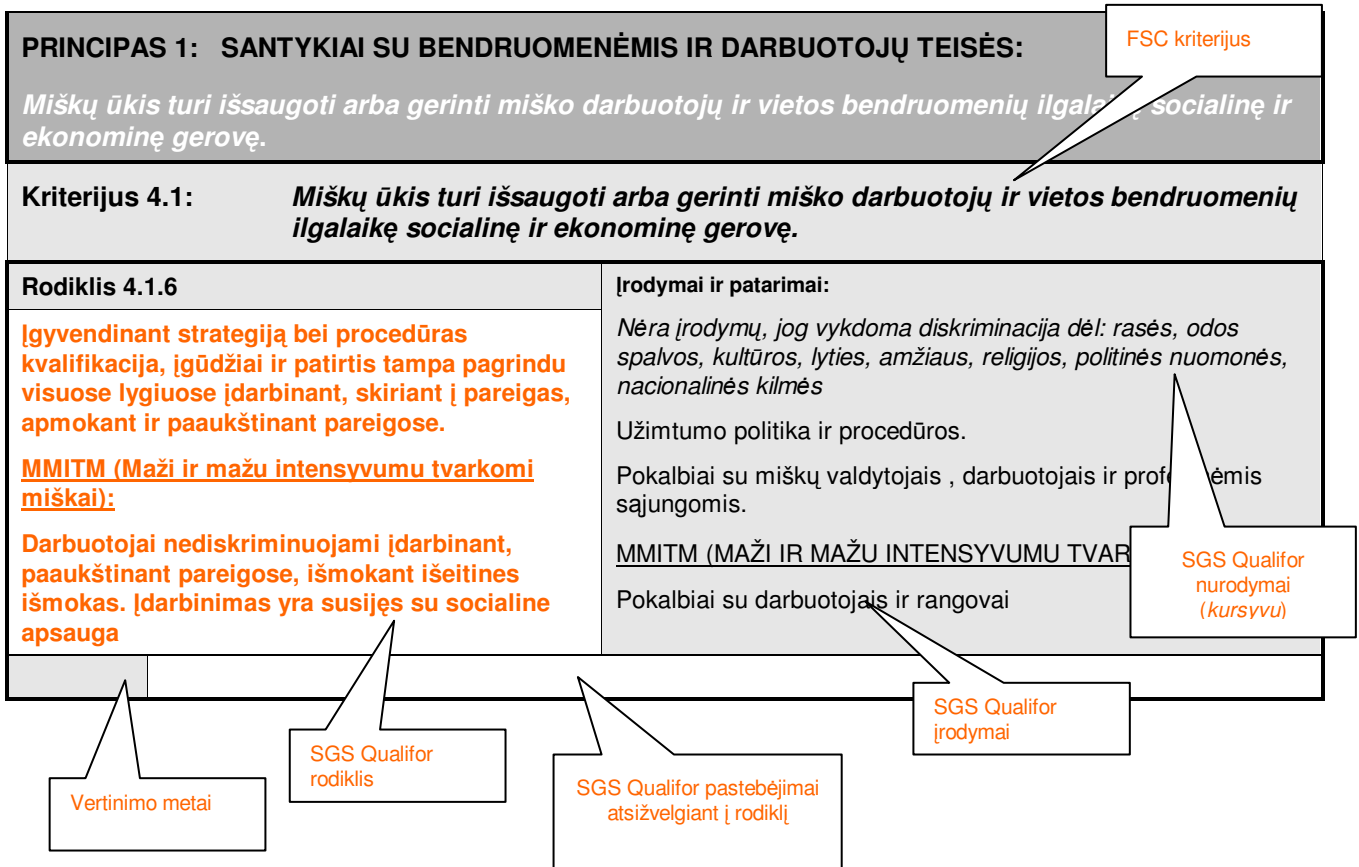 PRINCIPAS 1: SANTYKIAI SU BENDRUOMENĖMIS IR DARBUOTOJŲ TEISĖS:
FSC kriterijus
Miškų ūkis turi išsaugoti arba gerinti miško darbuotojų ir vietos bendruomenių socialinę ir
ekonominę gerovę.
Kriterijus 4.1: Miškų ūkis turi išsaugoti arba gerinti miško darbuotojų ir vietos bendruomenių
ilgalaikę socialinę ir ekonominę gerovę.
Rodiklis 4.1.6
Įgyvendinant strategiją bei procedūras
kvalifikacija, įgūdžiai ir patirtis tampa pagrindu
visuose lygiuose įdarbinant, skiriant į pareigas,
apmokant ir paaukštinant pareigose.
MMITM (Maži ir mažu intensyvumu tvarkomi
miškai):
Darbuotojai nediskriminuojami įdarbinant,
paaukštinant pareigose, išmokant išeitines
išmokas. Įdarbinimas yra susijęs su socialine
apsauga
Įrodymai ir patarimai:
Nėra įrodymų, jog vykdoma diskriminacija dėl: rasės, odos
spalvos, kultūros, lyties, amžiaus, religijos, politinės nuomonės,
nacionalinės kilmės
Užimtumo politika ir procedūros.
Pokalbiai su miškų valdytojais , darbuotojais ir
sąjungomis.
MMITM (MAŽI IR MAŽU INTENSYVUMU
Pokalbiai su darbuotojais ir rangovai
SGS Qualifor
nurodymai
(kursyvu)
SGS Qualifor
įrodymai
SGS Qualifor
rodiklis
Vertinimo metai
SGS Qualifor pastebėjimai
atsižvelgiant į rodiklį